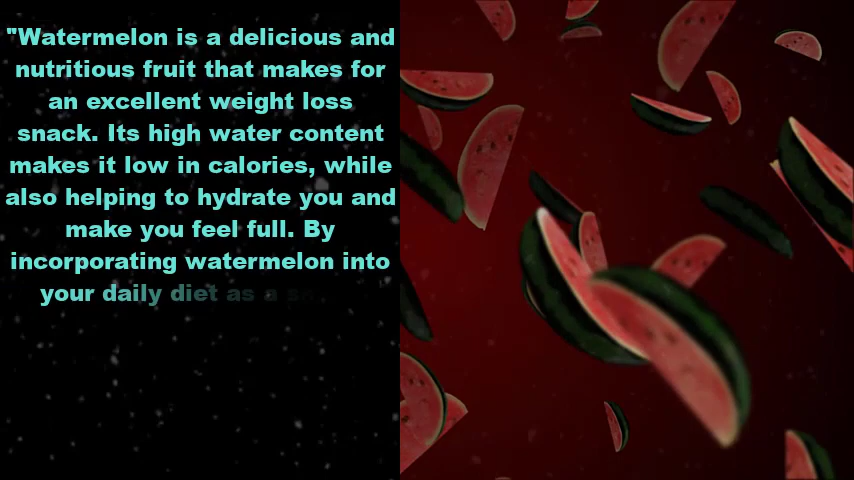 "Watermelon is a delicious and
nutritious fruit that makes for
an excellent weight loss
snack. Its high water content
makes it low in calories, while
also helping to hydrate you and
make you feel full. By
incorporating watermelon into
your daily diet as a